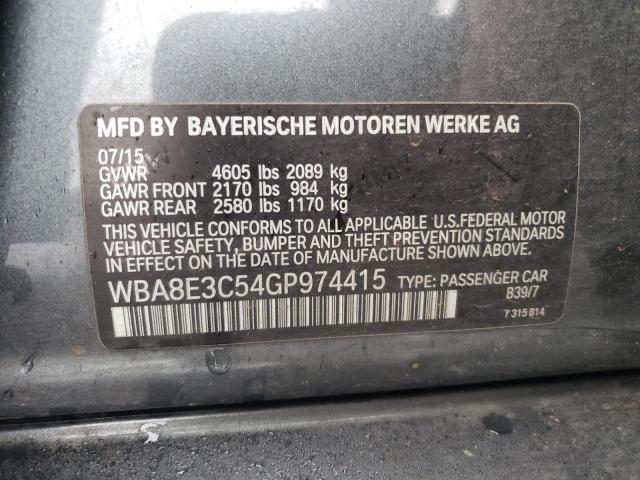 MFD BY BAYERISCHE MOTOREN WERKE AG
07/15
GVWR 4605 lbs 2089 kg
GAWR FRONT 2170 lbs 984 kg
GAWR REAR 2580 lbs 1170 kg
THIS VEHICLE CONFORMS TO ALL APPLICABLE U.S.FEDERAL MOTOR
VEHICLE SAFETY, BUMPER AND THEFT PREVENTION STANDARDS
IN EFFECT ON THE DATE OF MANUFACTURE SHOWN ABOVE.
WBA8E3C54GP974415 TYPE: PASSENGER CAR
B39/7
7 315 814